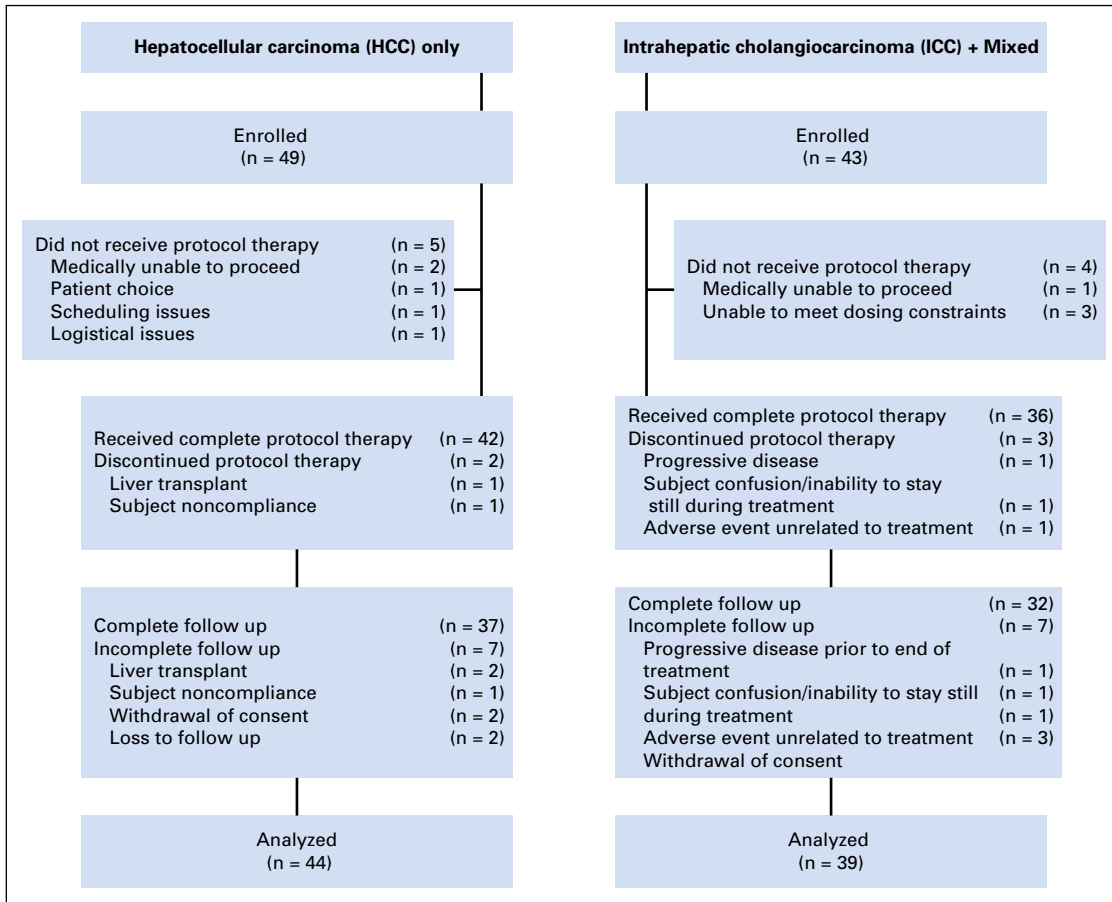 Hepatocellular carcinoma (HCC) only
Enrolled
(n = 49)
Did not receive protocol therapy (n = 5)
Medically unable to proceed (n = 2)
Patient choice (n = 1)
Scheduling issues (n = 1)
Logistical issues (n = 1)
Received complete protocol therapy (n = 42)
Discontinued protocol therapy (n = 2)
Liver transplant (n = 1)
Subject noncompliance (n = 1)
Complete follow up (n = 37)
Incomplete follow up (n = 7)
Liver transplant (n = 2)
Subject noncompliance (n = 1)
Withdrawal of consent (n = 2)
Loss to follow up (n = 2)
Analyzed
(n = 44)
Intrahepatic cholangiocarcinoma (ICC) + Mixed
Enrolled
(n = 43)
Did not receive protocol therapy (n = 4)
Medically unable to proceed (n = 1)
Unable to meet dosing constraints (n = 3)
Received complete protocol therapy (n = 36)
Discontinued protocol therapy (n = 3)
Progressive disease (n = 1)
Subject confusion/inability to stay
still during treatment (n = 1)
Adverse event unrelated to treatment (n = 1)
Complete follow up (n = 32)
Incomplete follow up (n = 7)
Progressive disease prior to end of
treatment (n = 1)
Subject confusion/inability to stay still (n = 1)
during treatment (n = 1)
Adverse event unrelated to treatment (n = 3)
Withdrawal of consent
Analyzed
(n = 39)